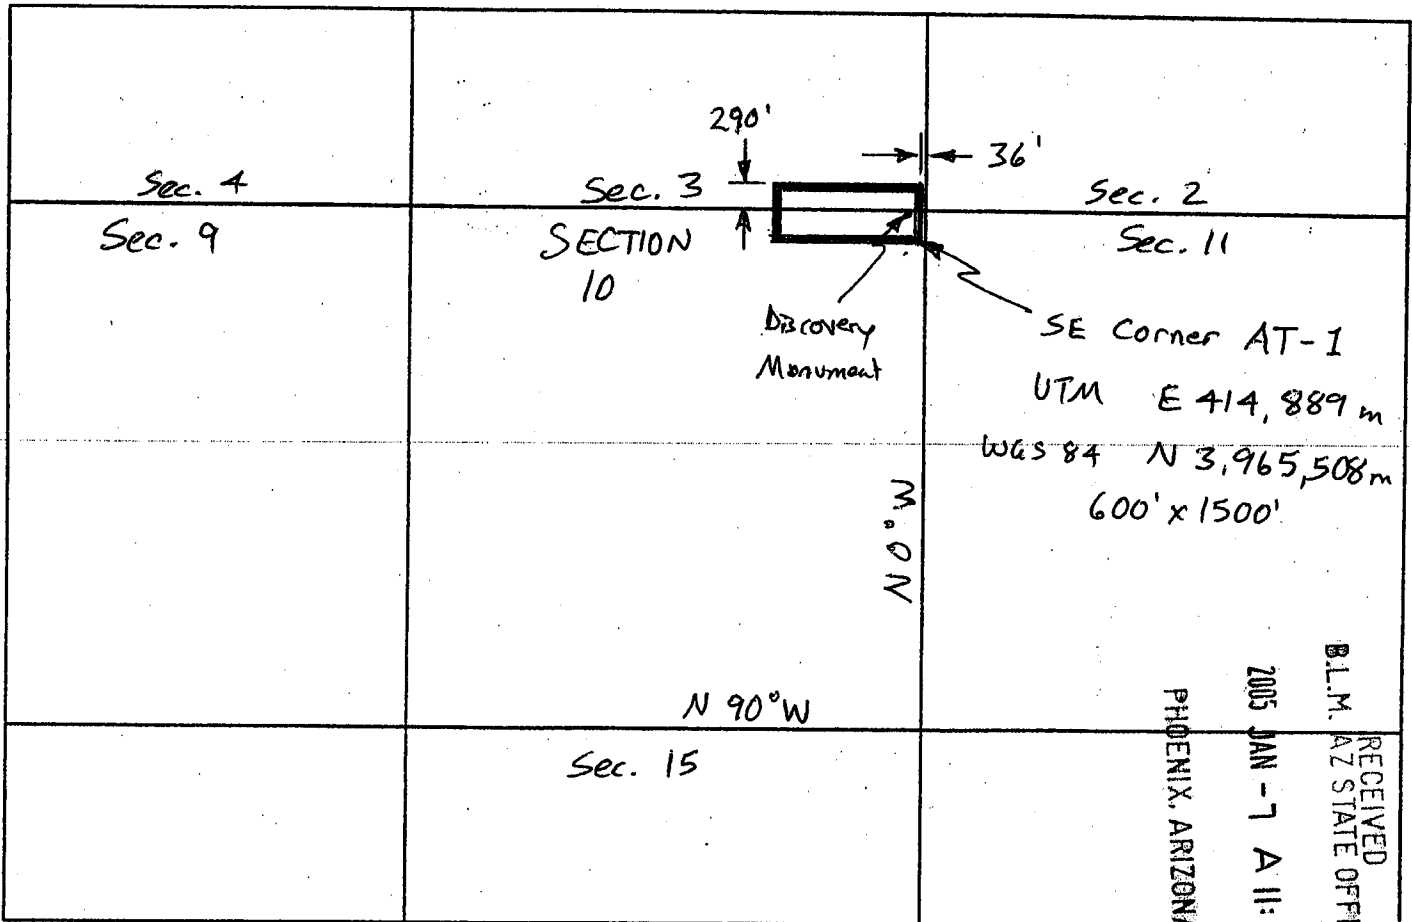 290'
36'
Sec. 4
Sec. 3
Sec. 2
Sec. 9
SECTION
10
Sec. 11
Discovery
Monument
SE Corner AT-1
UTM E 414,889 m
WGS 84 N 3,965,508 m
600' x 1500'
N 0° W
N 90° W
Sec. 15
RECEIVED
B.L.M. AZ STATE OFFI
2005 JAN -7 A 11:
PHOENIX, ARIZONA